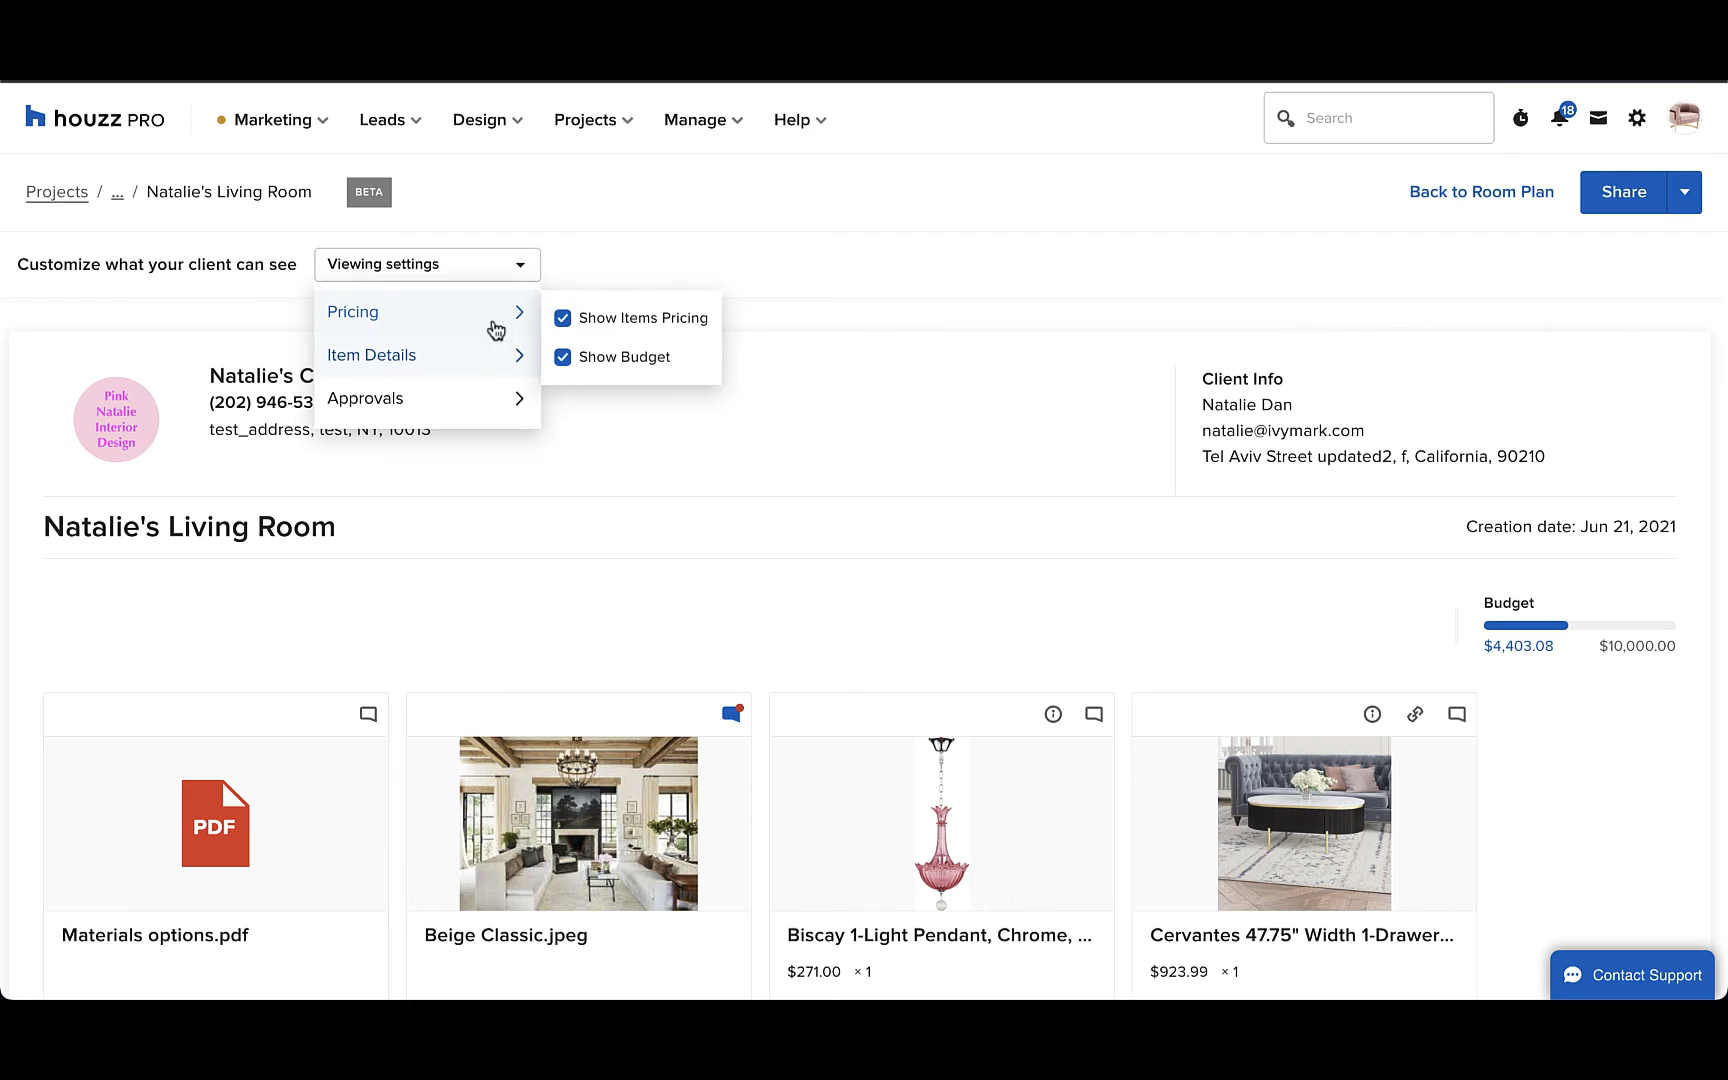 houzz PRO
Marketing
Leads
Design
Projects
Manage
Help
Search
18
Projects / ... / Natalie's Living Room
BETA
Back to Room Plan
Share
Customize what your client can see
Viewing settings
Pricing
Item Details
Approvals
Show Items Pricing
Show Budget
Pink
Natalie
Interior
Design
Natalie's C
(202) 946-53
test_address, test, NY, 10013
Client Info
Natalie Dan
natalie@ivymark.com
Tel Aviv Street updated2, f, California, 90210
Natalie's Living Room
Creation date: Jun 21, 2021
Budget
$4,403.08
$10,000.00
PDF
Materials options.pdf
Beige Classic.jpeg
Biscay 1-Light Pendant, Chrome, ...
$271.00 × 1
Cervantes 47.75" Width 1-Drawer...
$923.99 × 1
Contact Support